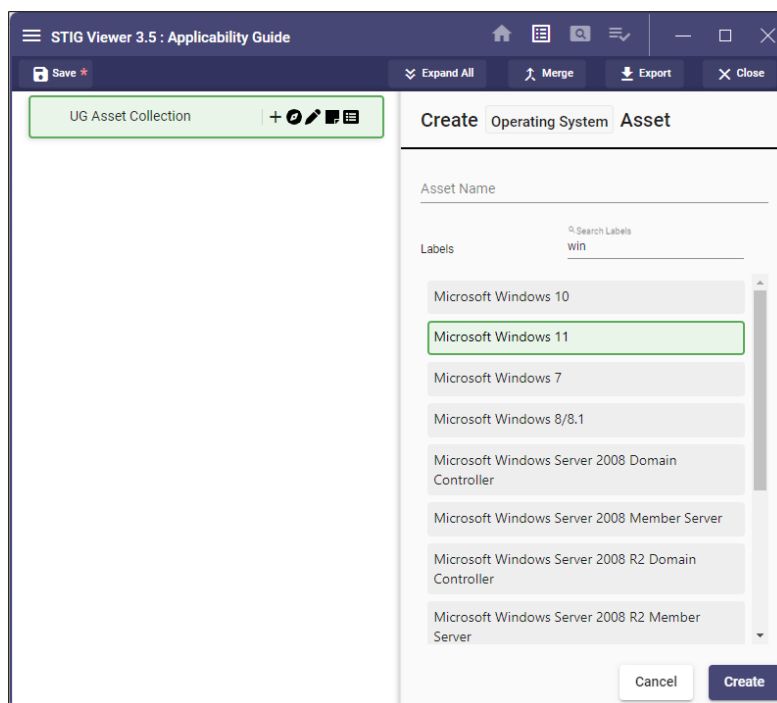 STIG Viewer 3.5 : Applicability Guide
Save * Expand All Merge Export Close
UG Asset Collection
Create Operating System Asset
Asset Name
Search Labels
Labels win
Microsoft Windows 10
Microsoft Windows 11
Microsoft Windows 7
Microsoft Windows 8/8.1
Microsoft Windows Server 2008 Domain
Controller
Microsoft Windows Server 2008 Member Server
Microsoft Windows Server 2008 R2 Domain
Controller
Microsoft Windows Server 2008 R2 Member
Server
Cancel Create